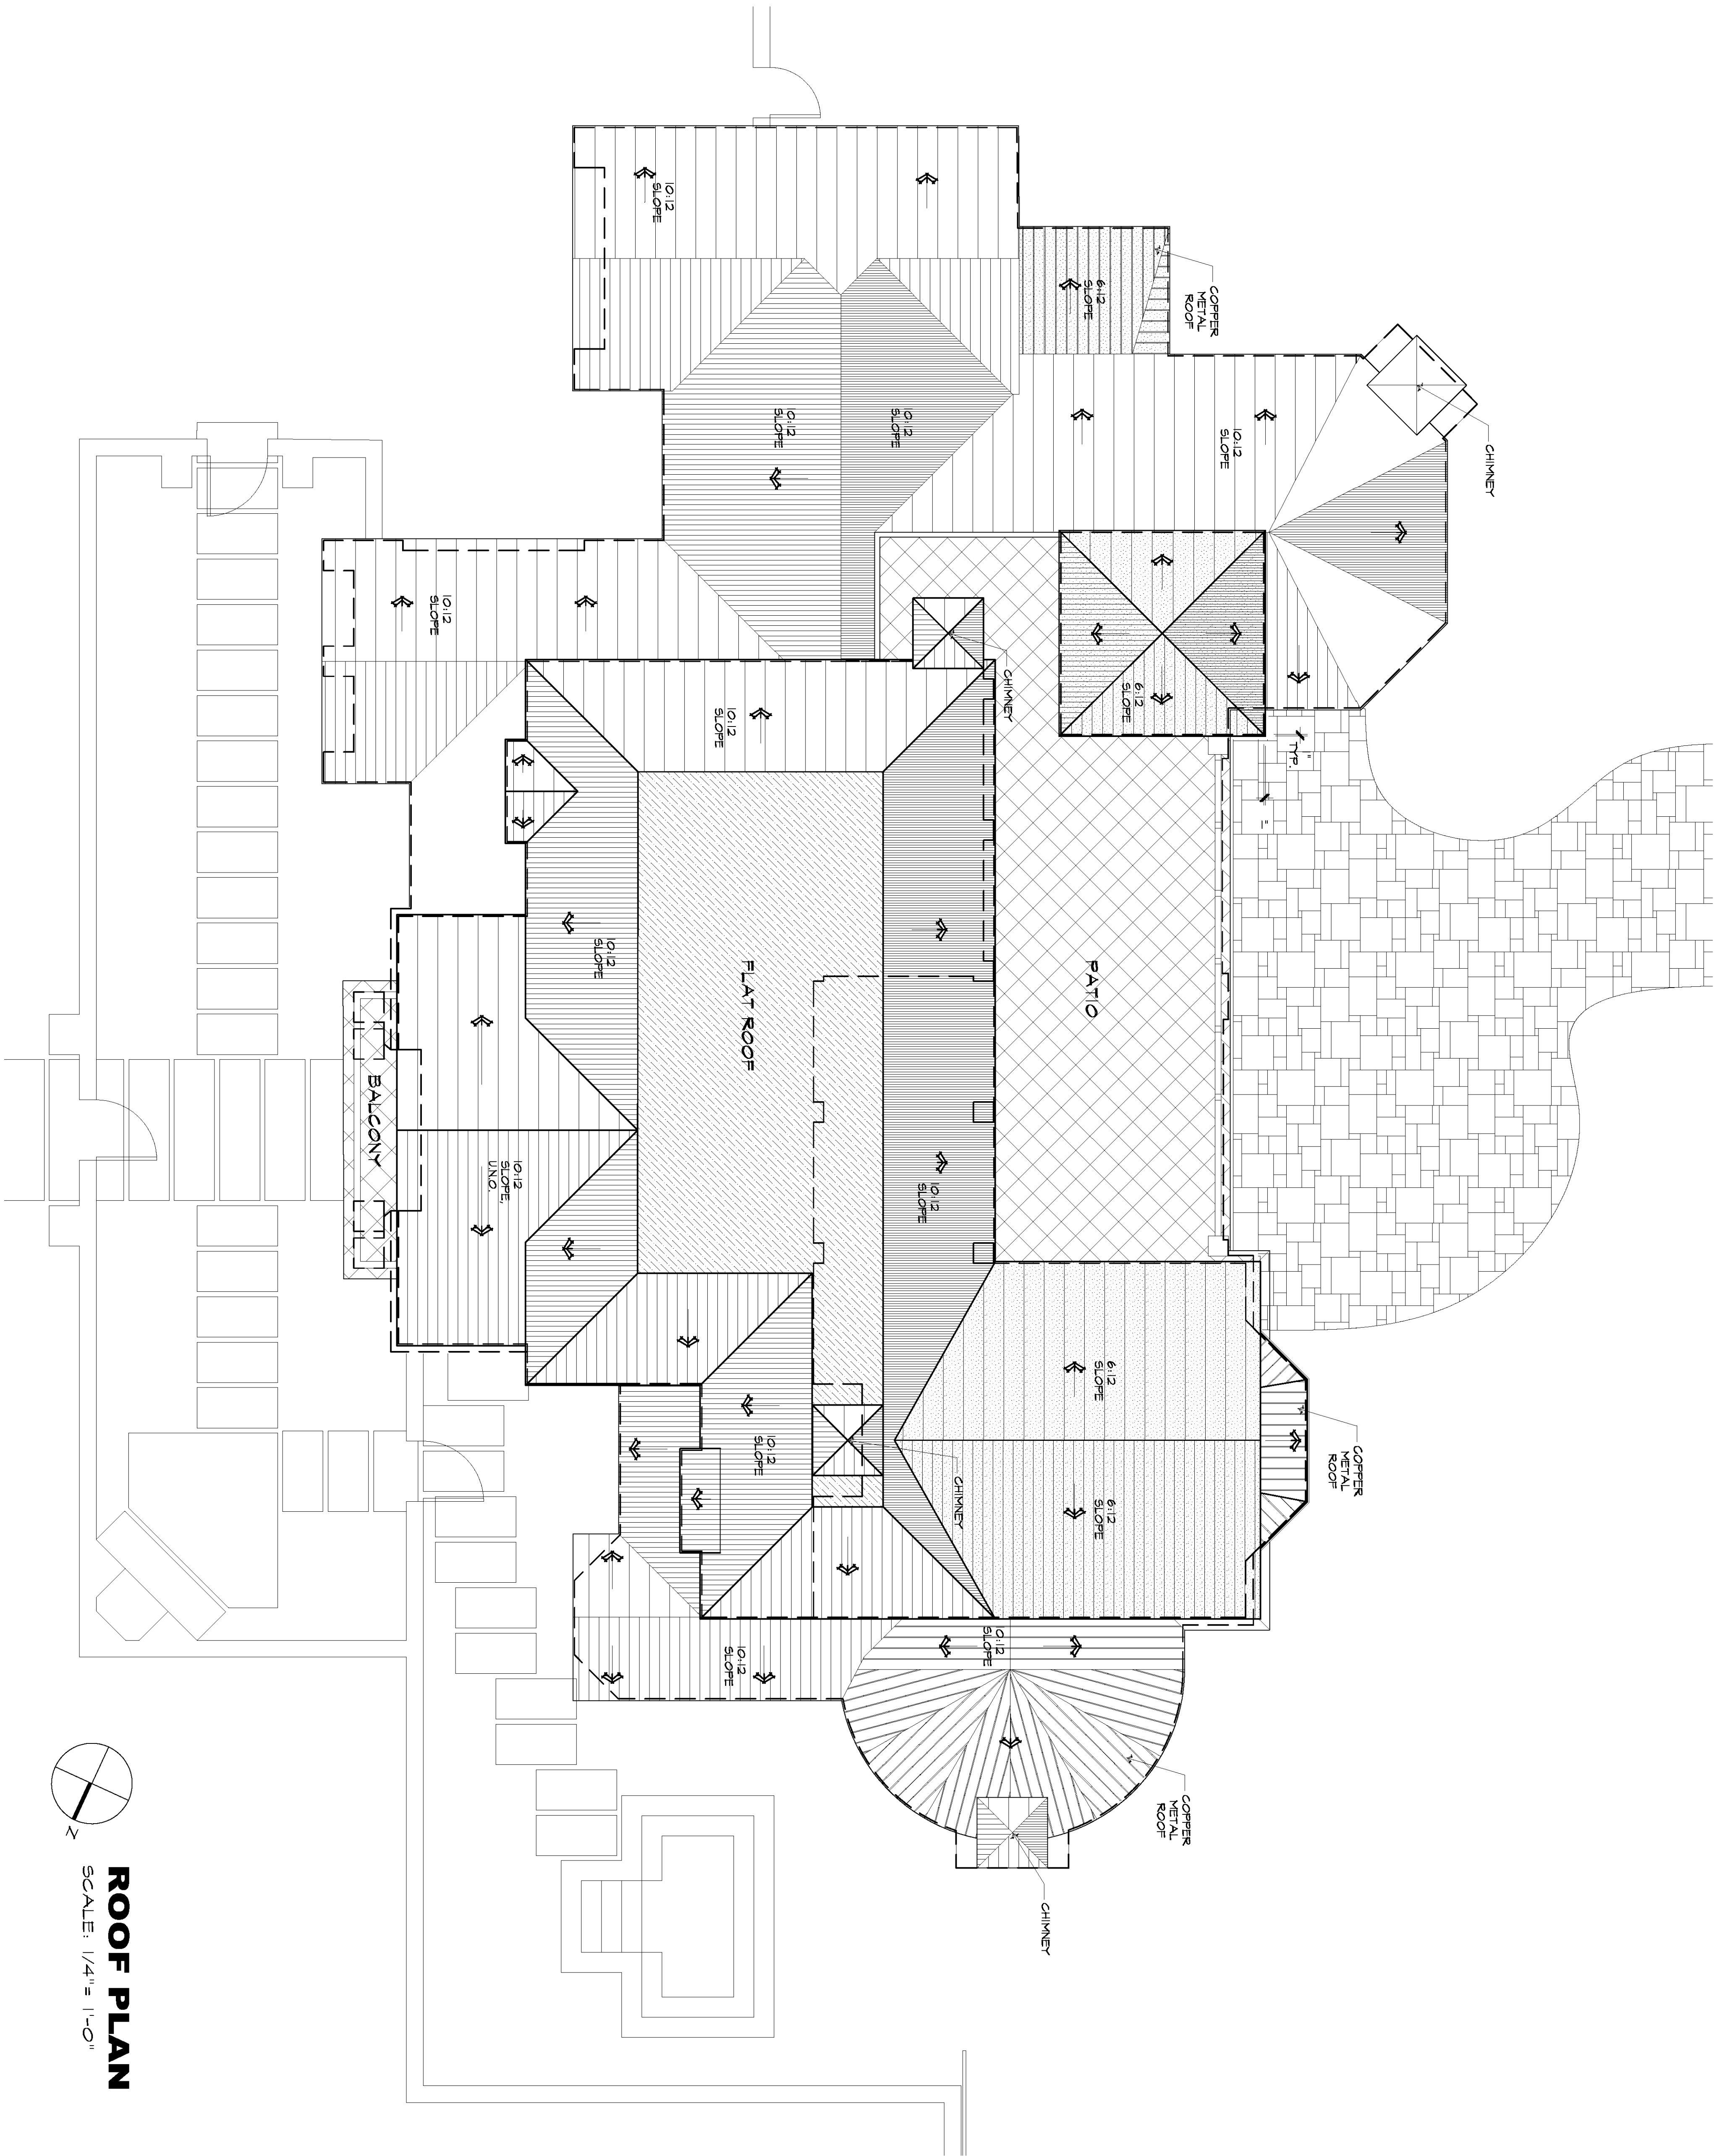 10:12
SLOPE
6:12
SLOPE
COPPER
METAL
ROOF
10:12
SLOPE
10:12
SLOPE
10:12
SLOPE
CHIMNEY
10:12
SLOPE
CHIMNEY
6:12
SLOPE
10:12
SLOPE
" TYP.
1"
10:12
SLOPE
FLAT ROOF
PATIO
BALCONY
10:12
SLOPE,
U.N.O.
10:12
SLOPE
6:12
SLOPE
10:12
SLOPE
COPPER
METAL
ROOF
CHIMNEY
6:12
SLOPE
10:12
SLOPE
10:12
SLOPE
COPPER
METAL
ROOF
CHIMNEY
N
ROOF PLAN
SCALE: 1/4" = 1'-0"